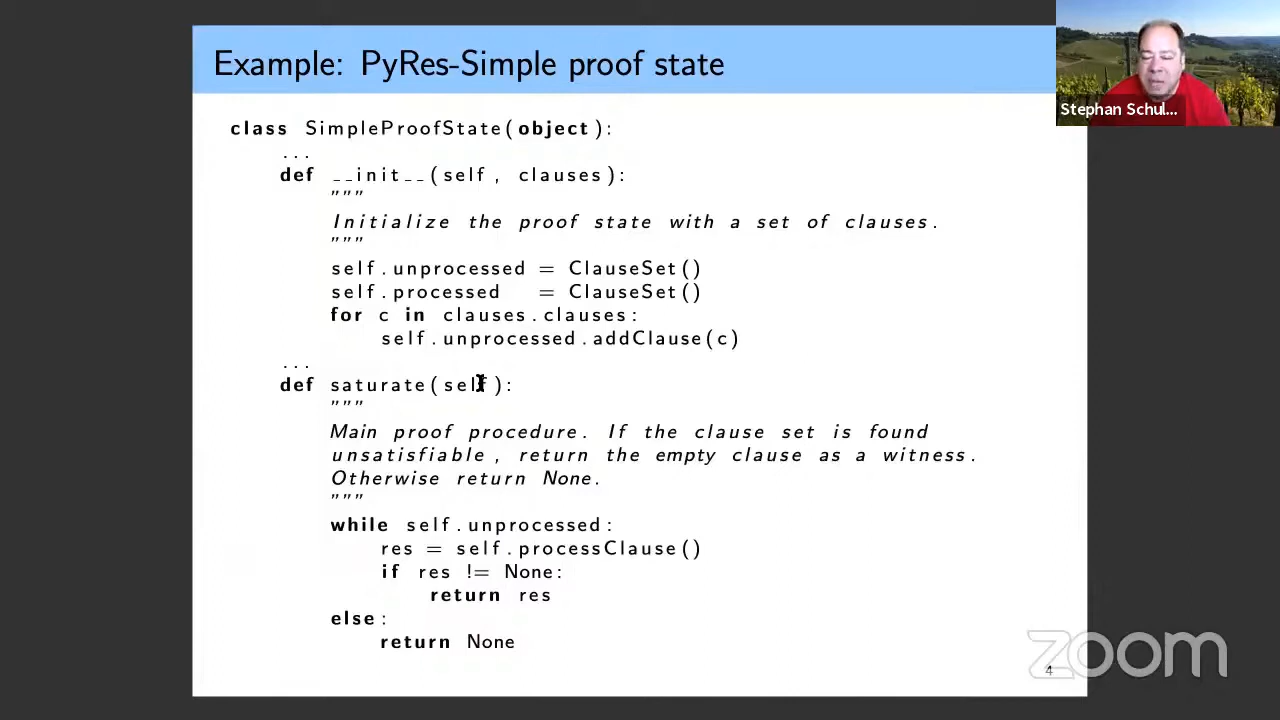 Example: PyRes-Simple proof state
Stephan Schul...
class SimpleProofState(object):
...
def __init__(self, clauses):
"""
Initialize the proof state with a set of clauses.
"""
self.unprocessed = ClauseSet()
self.processed = ClauseSet()
for c in clauses.clauses:
self.unprocessed.addClause(c)
...
def saturate(self):
"""
Main proof procedure. If the clause set is found
unsatisfiable, return the empty clause as a witness.
Otherwise return None.
"""
while self.unprocessed:
res = self.processClause()
if res != None:
return res
else:
return None
zoom
4